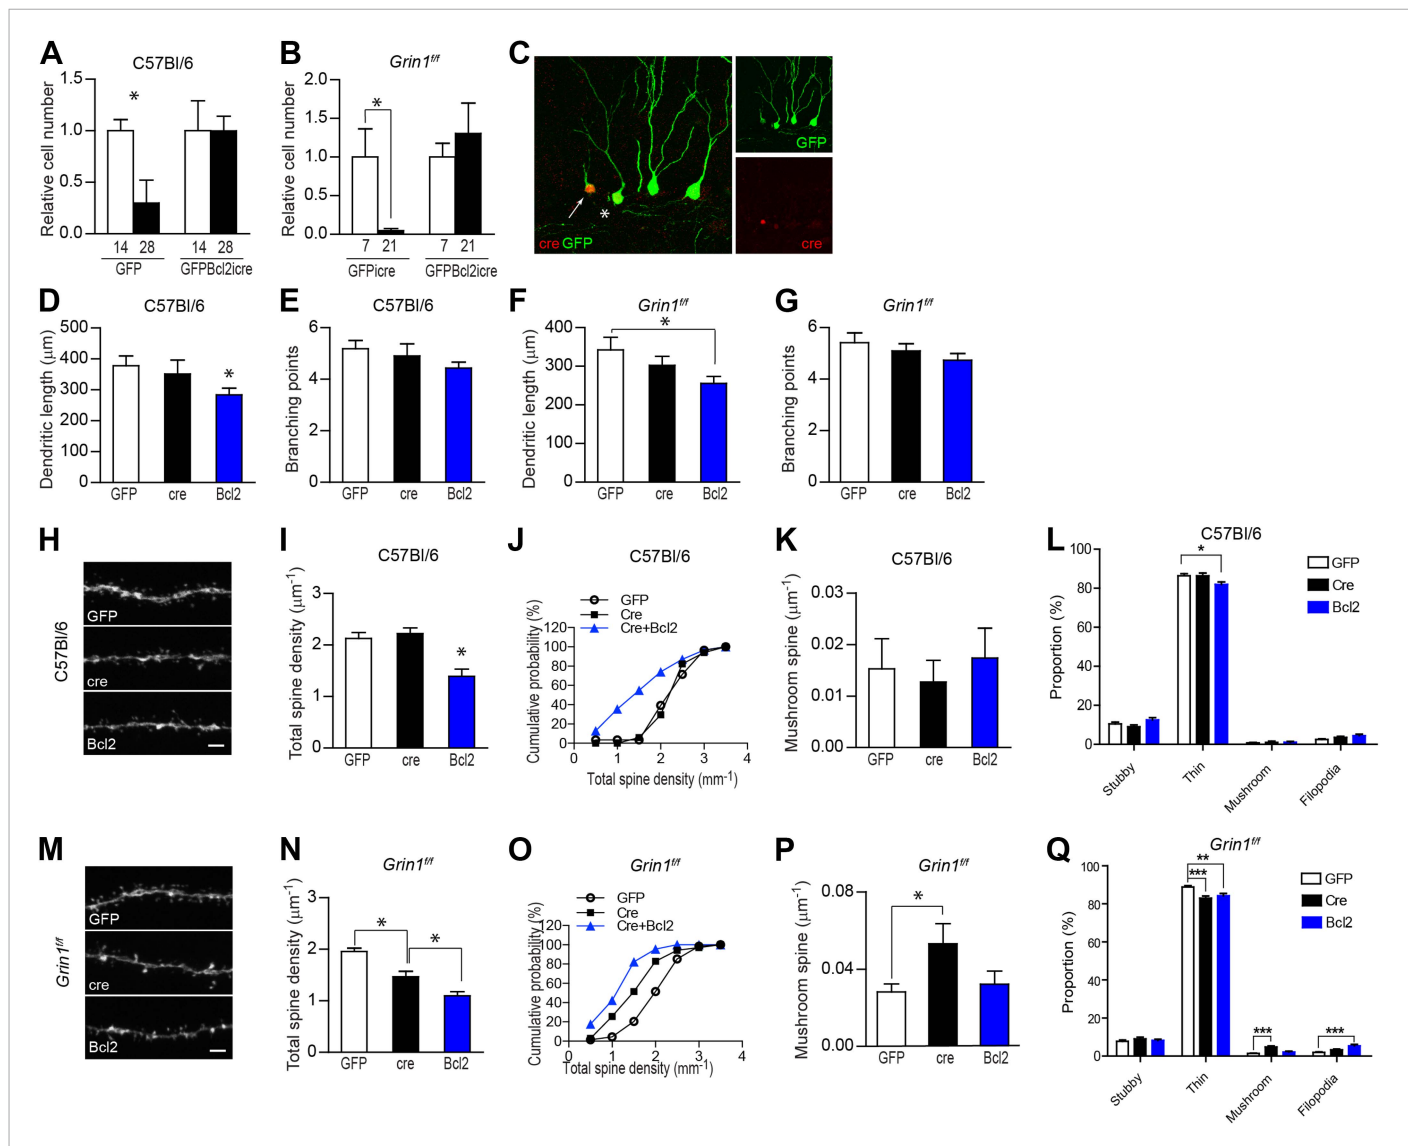 A
C57Bl/6
Relative cell number
1.5
1.0
0.5
0.0
*
14 28 14 28
GFP GFPBcl2icre
B
Grin1f/f
Relative cell number
2.0
1.5
1.0
0.5
0.0
*
7 21 7 21
GFPicre GFPBcl2icre
C
*
cre GFP
GFP
cre
D
C57Bl/6
Dendritic length (μm)
500
400
300
200
100
0
*
GFP cre Bcl2
E
C57Bl/6
Branching points
6
4
2
0
GFP cre Bcl2
F
Grin1f/f
Dendritic length (μm)
400
300
200
100
0
*
GFP cre Bcl2
G
Grin1f/f
Branching points
6
4
2
0
GFP cre Bcl2
H
C57Bl/6
GFP
cre
Bcl2
I
C57Bl/6
Total spine density (μm-1)
3
2
1
0
*
GFP cre Bcl2
J
C57Bl/6
GFP
Cre
Cre+Bcl2
Cumulative probability (%)
120
100
80
60
40
20
0
0 1 2 3 4
Total spine density (mm-1)
K
C57Bl/6
Mushroom spine (μm-1)
0.03
0.02
0.01
0.00
GFP cre Bcl2
L
C57Bl/6
Proportion (%)
100
80
60
40
20
0
*
GFP
Cre
Bcl2
Stubby Thin Mushroom Filopodia
M
Grin1f/f
GFP
cre
Bcl2
N
Grin1f/f
Total spine density (μm-1)
3
2
1
0
* *
GFP cre Bcl2
O
Grin1f/f
GFP
Cre
Cre+Bcl2
Cumulative probability (%)
120
100
80
60
40
20
0
0 1 2 3 4
Total spine density (mm-1)
P
Grin1f/f
Mushroom spine (μm-1)
0.08
0.04
0.00
*
GFP cre Bcl2
Q
Grin1f/f
Proportion (%)
100
80
60
40
20
0
**
***
*** ***
GFP
Cre
Bcl2
Stubby Thin Mushroom Filopodia